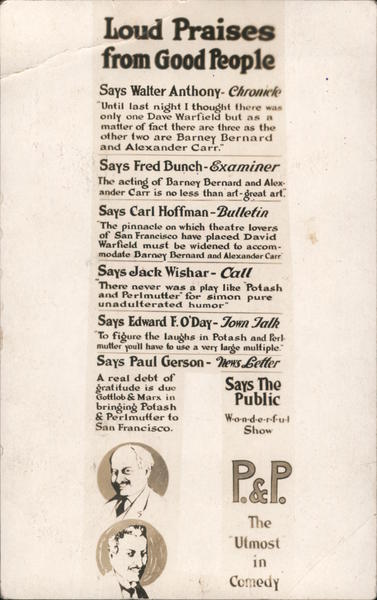 Loud Praises
from Good People
Says Walter Anthony - Chronicle
"Until last night I thought there was
only one Dave Warfield but as a
matter of fact there are three as the
other two are Barney Bernard
and Alexander Carr."
Says Fred Bunch - Examiner
The acting of Barney Bernard and Alex-
ander Carr is no less than art-great art."
Says Carl Hoffman - Bulletin
"The pinnacle on which theatre lovers
of San Francisco have placed David
Warfield must be widened to accom-
modate Barney Bernard and Alexander Carr
Says Jack Wishar - Call
"There never was a play like "Potash
and Perlmutter" for simon pure
unadulterated humor"
Says Edward F. O'Day - Town Talk
"To figure the laughs in Potash and Perl-
mutter you'll have to use a very large multiple."
Says Paul Gerson - News Letter
A real debt of
gratitude is due
Gottlob & Marx in
bringing Potash
& Perlmutter to
San Francisco.
Says The
Public
W-o-n-d-e-r-f-u-l
Show
P. & P.
The
"Utmost"
in
Comedy